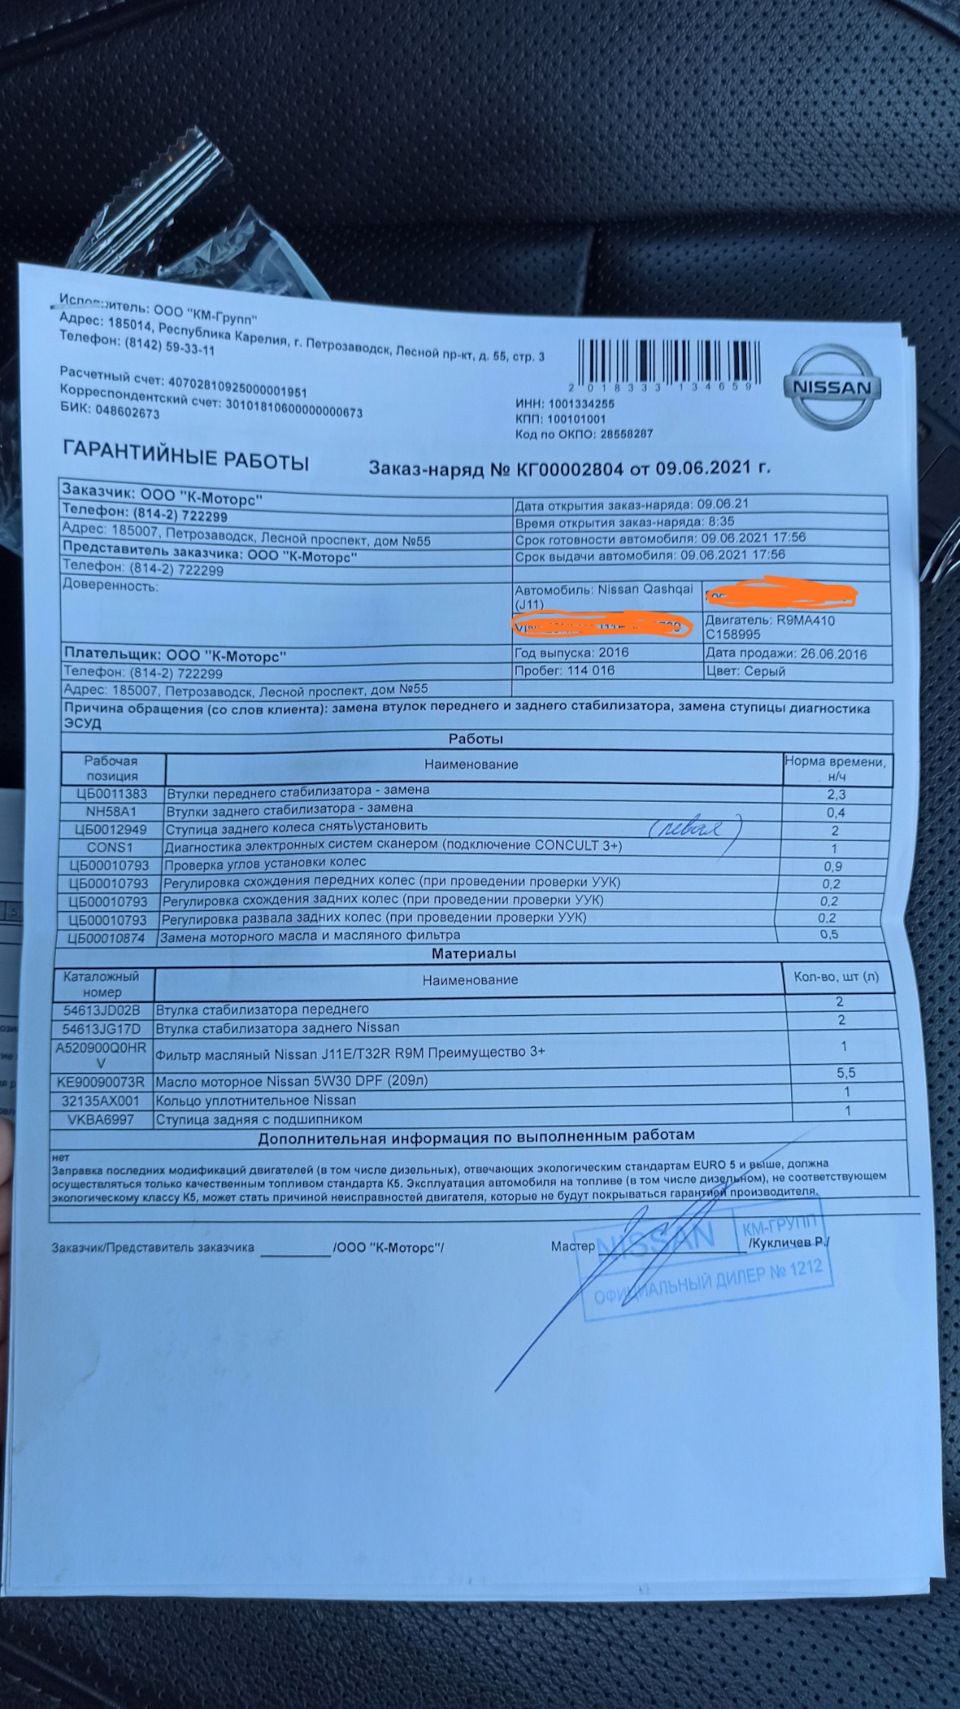 Исполнитель: ООО "КМ-Групп"
Адрес: 185014, Республика Карелия, г. Петрозаводск, Лесной пр-кт, д. 55, стр. 3
Телефон: (8142) 59-33-11
Расчетный счет: 40702810925000001951
Корреспондентский счет: 30101810600000000673
БИК: 048602673
2018333134659
ИНН: 1001334255
КПП: 100101001
Код по ОКПО: 28558287
NISSAN
ГАРАНТИЙНЫЕ РАБОТЫ
Заказ-наряд № КГ00002804 от 09.06.2021 г.
Заказчик: ООО "К-Моторс"
Телефон: (814-2) 722299
Адрес: 185007, Петрозаводск, Лесной проспект, дом №55
Представитель заказчика: ООО "К-Моторс"
Телефон: (814-2) 722299
Доверенность:
Плательщик: ООО "К-Моторс"
Телефон: (814-2) 722299
Адрес: 185007, Петрозаводск, Лесной проспект, дом №55
Дата открытия заказ-наряда: 09.06.21
Время открытия заказ-наряда: 8:35
Срок готовности автомобиля: 09.06.2021 17:56
Срок выдачи автомобиля: 09.06.2021 17:56
Автомобиль: Nissan Qashqai
(J11)
Двигатель: R9MA410
C158995
Год выпуска: 2016 Дата продажи: 26.06.2016
Пробег: 114 016 Цвет: Серый
Причина обращения (со слов клиента): замена втулок переднего и заднего стабилизатора, замена ступицы диагностика
ЭСУД
Работы
Рабочая позиция Наименование Норма времени, н/ч
ЦБ0011383 Втулки переднего стабилизатора - замена 2,3
NH58A1 Втулки заднего стабилизатора - замена 0,4
ЦБ0012949 Ступица заднего колеса снять\установить (левая) 2
CONS1 Диагностика электронных систем сканером (подключение CONCULT 3+) 1
ЦБ00010793 Проверка углов установки колес 0,9
ЦБ00010793 Регулировка схождения передних колес (при проведении проверки УУК) 0,2
ЦБ00010793 Регулировка схождения задних колес (при проведении проверки УУК) 0,2
ЦБ00010793 Регулировка развала задних колес (при проведении проверки УУК) 0,2
ЦБ00010874 Замена моторного масла и масляного фильтра 0,5
Материалы
Каталожный номер Наименование Кол-во, шт (л)
54613JD02B Втулка стабилизатора переднего 2
54613JG17D Втулка стабилизатора заднего Nissan 2
A520900Q0HRV Фильтр масляный Nissan J11E/T32R R9M Преимущество 3+ 1
KE90090073R Масло моторное Nissan 5W30 DPF (209л) 5,5
32135AX001 Кольцо уплотнительное Nissan 1
VKBA6997 Ступица задняя с подшипником 1
Дополнительная информация по выполненным работам
нет
Заправка последних модификаций двигателей (в том числе дизельных), отвечающих экологическим стандартам EURO 5 и выше, должна
осуществляться только качественным топливом стандарта К5. Эксплуатация автомобиля на топливе (в том числе дизельном), не соответствующем
экологическому классу К5, может стать причиной неисправностей двигателя, которые не будут покрываться гарантией производителя.
Заказчик/Представитель заказчика /ООО "К-Моторс"/
Мастер /Кукличев Р./
NISSAN КМ-ГРУПП
ОФИЦИАЛЬНЫЙ ДИЛЕР № 1212